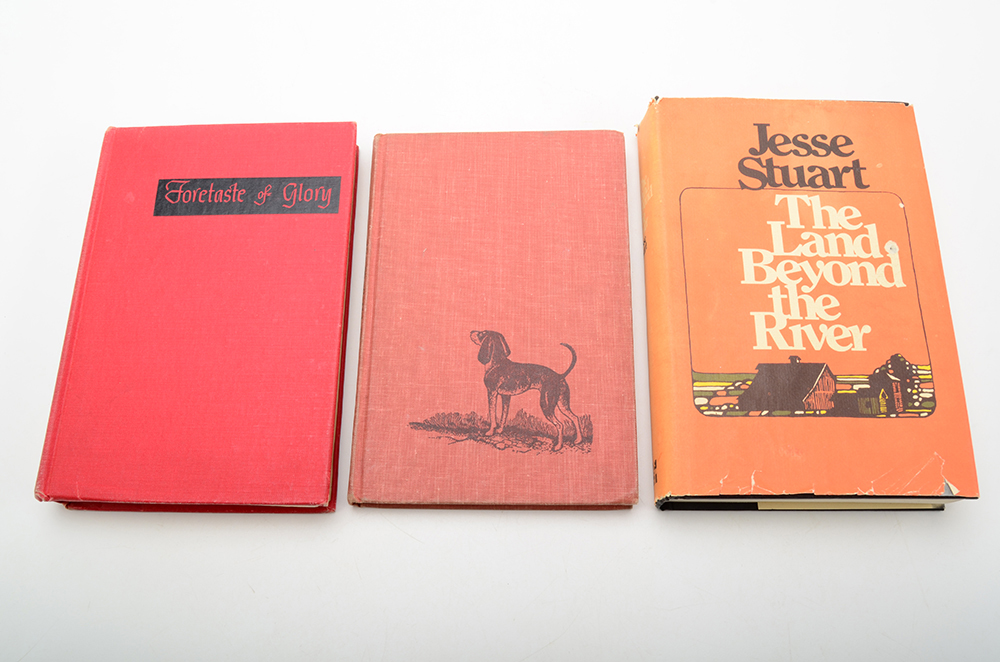 Foretaste of Glory
Jesse
Stuart
The
Land
Beyond
the
River